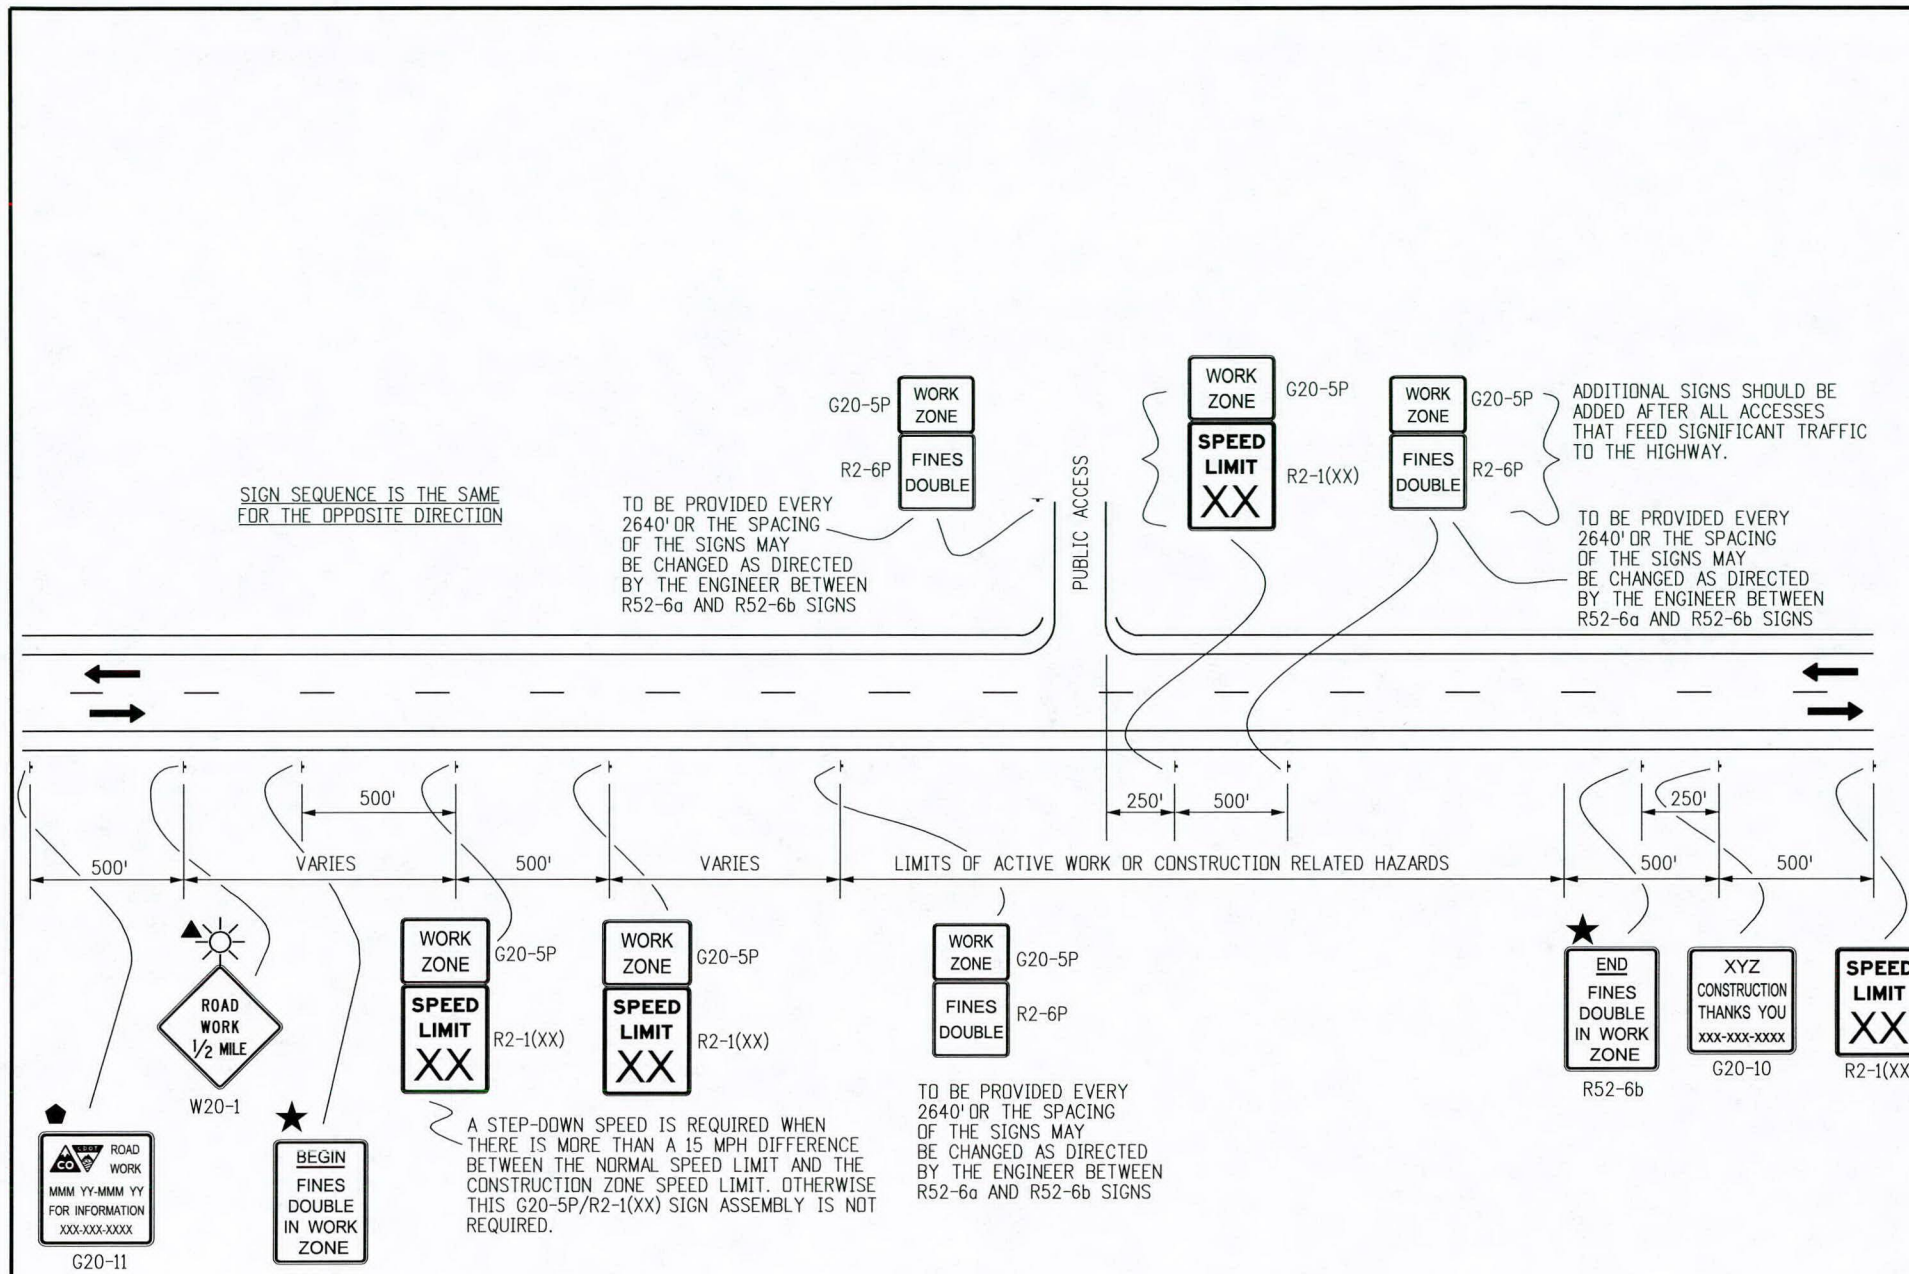 WORK
ZONE
G20-5P
FINES
DOUBLE
R2-6P
WORK
ZONE
G20-5P
SPEED
LIMIT
XX
R2-1(XX)
WORK
ZONE
G20-5P
FINES
DOUBLE
R2-6P
ADDITIONAL SIGNS SHOULD BE
ADDED AFTER ALL ACCESSES
THAT FEED SIGNIFICANT TRAFFIC
TO THE HIGHWAY.
SIGN SEQUENCE IS THE SAME
FOR THE OPPOSITE DIRECTION
TO BE PROVIDED EVERY
2640' OR THE SPACING
OF THE SIGNS MAY
BE CHANGED AS DIRECTED
BY THE ENGINEER BETWEEN
R52-6a AND R52-6b SIGNS
PUBLIC ACCESS
TO BE PROVIDED EVERY
2640' OR THE SPACING
OF THE SIGNS MAY
BE CHANGED AS DIRECTED
BY THE ENGINEER BETWEEN
R52-6a AND R52-6b SIGNS
500'
250'
500'
250'
500'
VARIES
500'
VARIES
LIMITS OF ACTIVE WORK OR CONSTRUCTION RELATED HAZARDS
500'
500'
ROAD
WORK
1/2 MILE
W20-1
WORK
ZONE
G20-5P
SPEED
LIMIT
XX
R2-1(XX)
WORK
ZONE
G20-5P
SPEED
LIMIT
XX
R2-1(XX)
WORK
ZONE
G20-5P
FINES
DOUBLE
R2-6P
END
FINES
DOUBLE
IN WORK
ZONE
R52-6b
XYZ
CONSTRUCTION
THANKS YOU
xxx-xxx-xxxx
G20-10
SPEED
LIMIT
XX
R2-1(XX
CO
CDOT
ROAD
WORK
MMM YY-MMM YY
FOR INFORMATION
XXX-XXX-XXXX
G20-11
BEGIN
FINES
DOUBLE
IN WORK
ZONE
A STEP-DOWN SPEED IS REQUIRED WHEN
THERE IS MORE THAN A 15 MPH DIFFERENCE
BETWEEN THE NORMAL SPEED LIMIT AND THE
CONSTRUCTION ZONE SPEED LIMIT. OTHERWISE
THIS G20-5P/R2-1(XX) SIGN ASSEMBLY IS NOT
REQUIRED.
TO BE PROVIDED EVERY
2640' OR THE SPACING
OF THE SIGNS MAY
BE CHANGED AS DIRECTED
BY THE ENGINEER BETWEEN
R52-6a AND R52-6b SIGNS